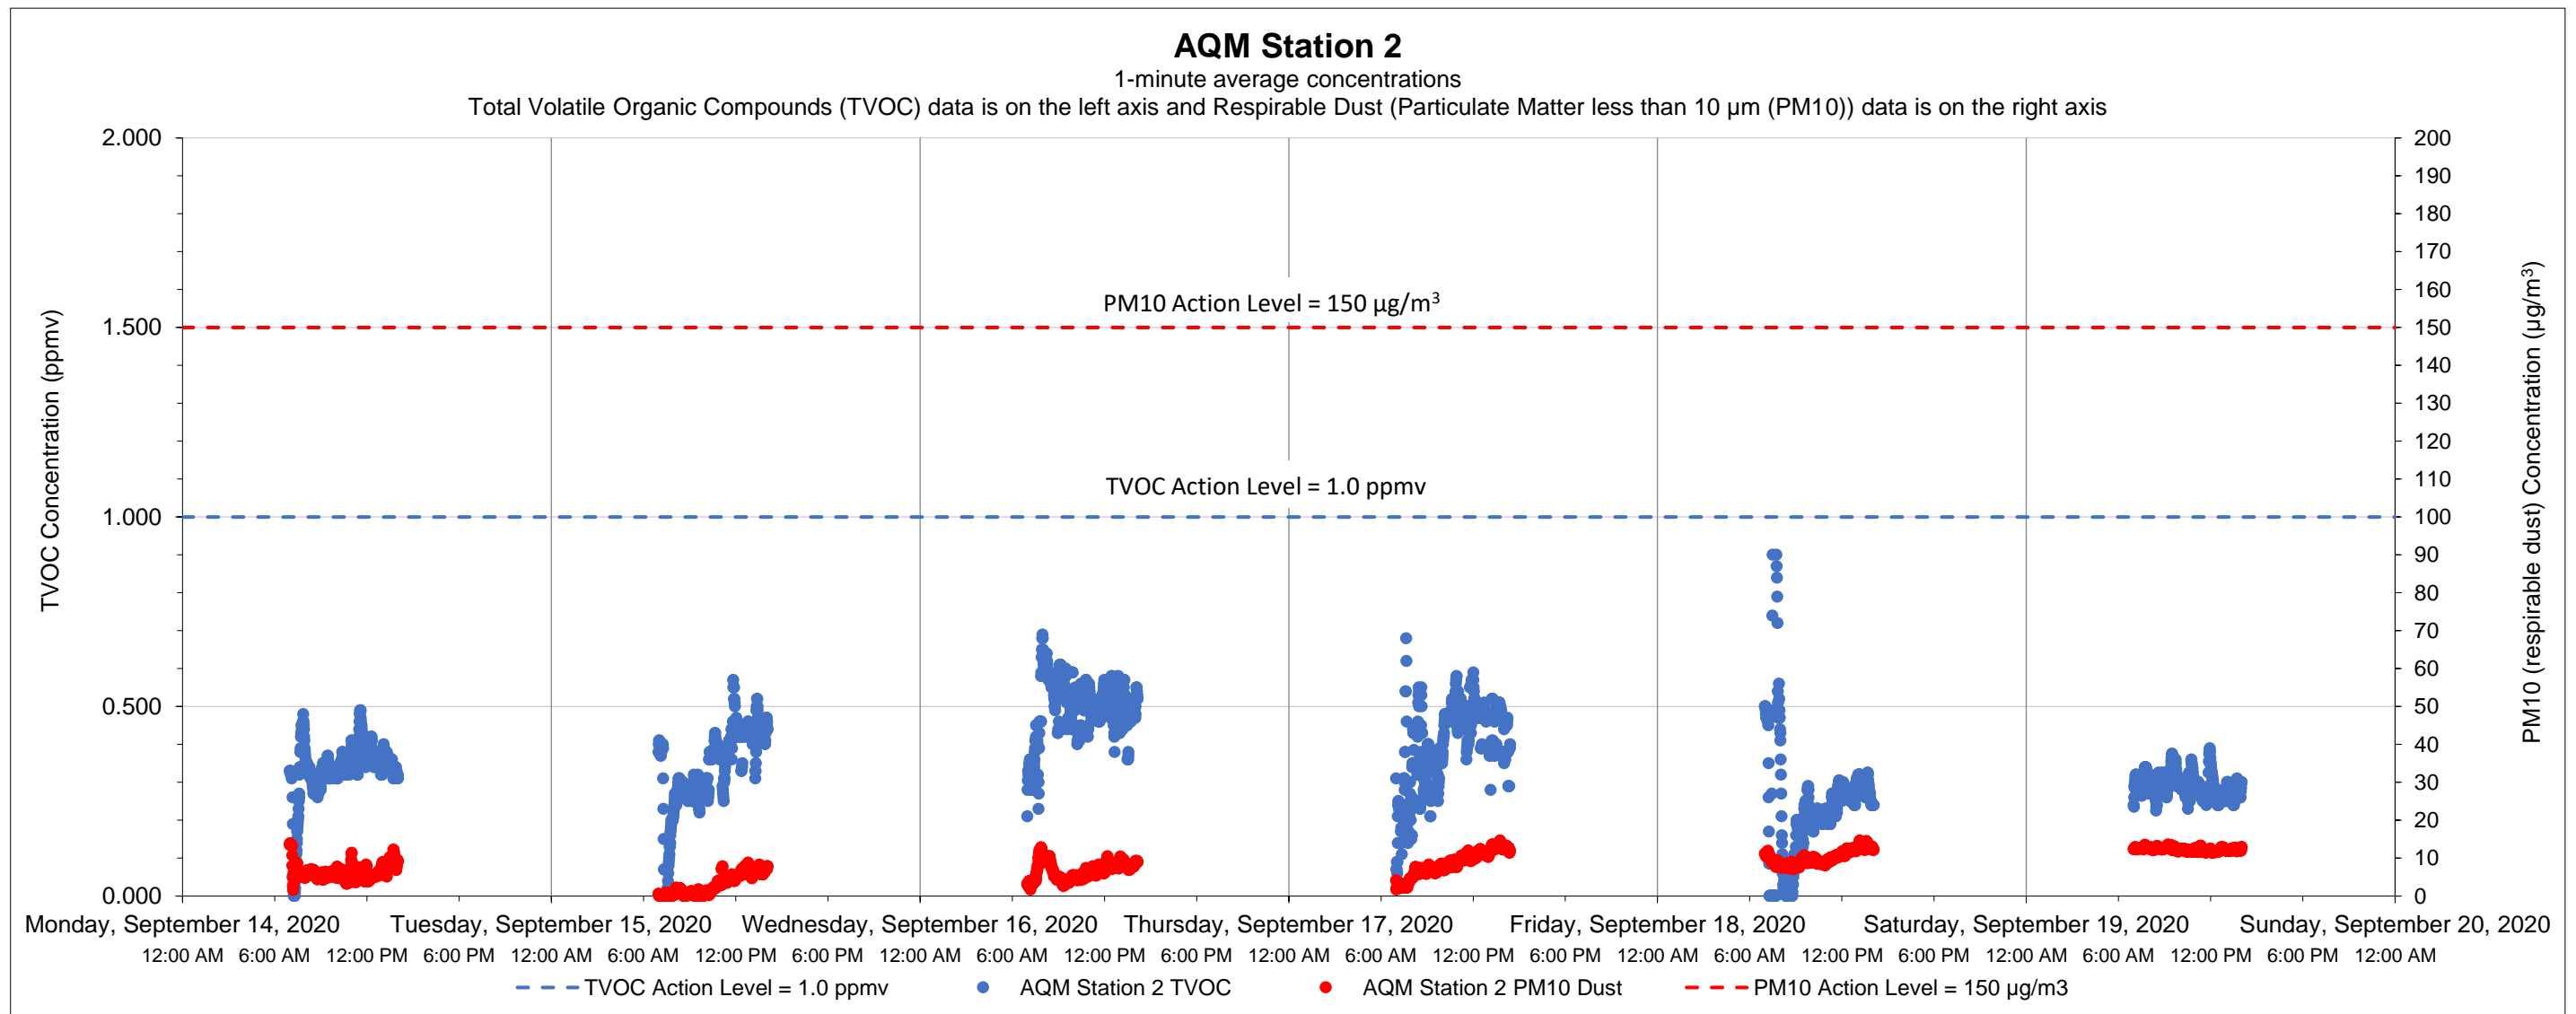 AQM Station 2
1-minute average concentrations
Total Volatile Organic Compounds (TVOC) data is on the left axis and Respirable Dust (Particulate Matter less than 10 µm (PM10)) data is on the right axis
TVOC Concentration (ppmv)
2.000
1.500
1.000
0.500
0.000
PM10 Action Level = 150 µg/m³
TVOC Action Level = 1.0 ppmv
200
190
180
170
160
150
140
130
120
110
100
90
80
70
60
50
40
30
20
10
0
PM10 (respirable dust) Concentration (µg/m³)
Monday, September 14, 2020 Tuesday, September 15, 2020 Wednesday, September 16, 2020 Thursday, September 17, 2020 Friday, September 18, 2020 Saturday, September 19, 2020 Sunday, September 20, 2020
12:00 AM 6:00 AM 12:00 PM 6:00 PM 12:00 AM 6:00 AM 12:00 PM 6:00 PM 12:00 AM 6:00 AM 12:00 PM 6:00 PM 12:00 AM 6:00 AM 12:00 PM 6:00 PM 12:00 AM 6:00 AM 12:00 PM 6:00 PM 12:00 AM 6:00 AM 12:00 PM 6:00 PM 12:00 AM
TVOC Action Level = 1.0 ppmv AQM Station 2 TVOC AQM Station 2 PM10 Dust PM10 Action Level = 150 µg/m3